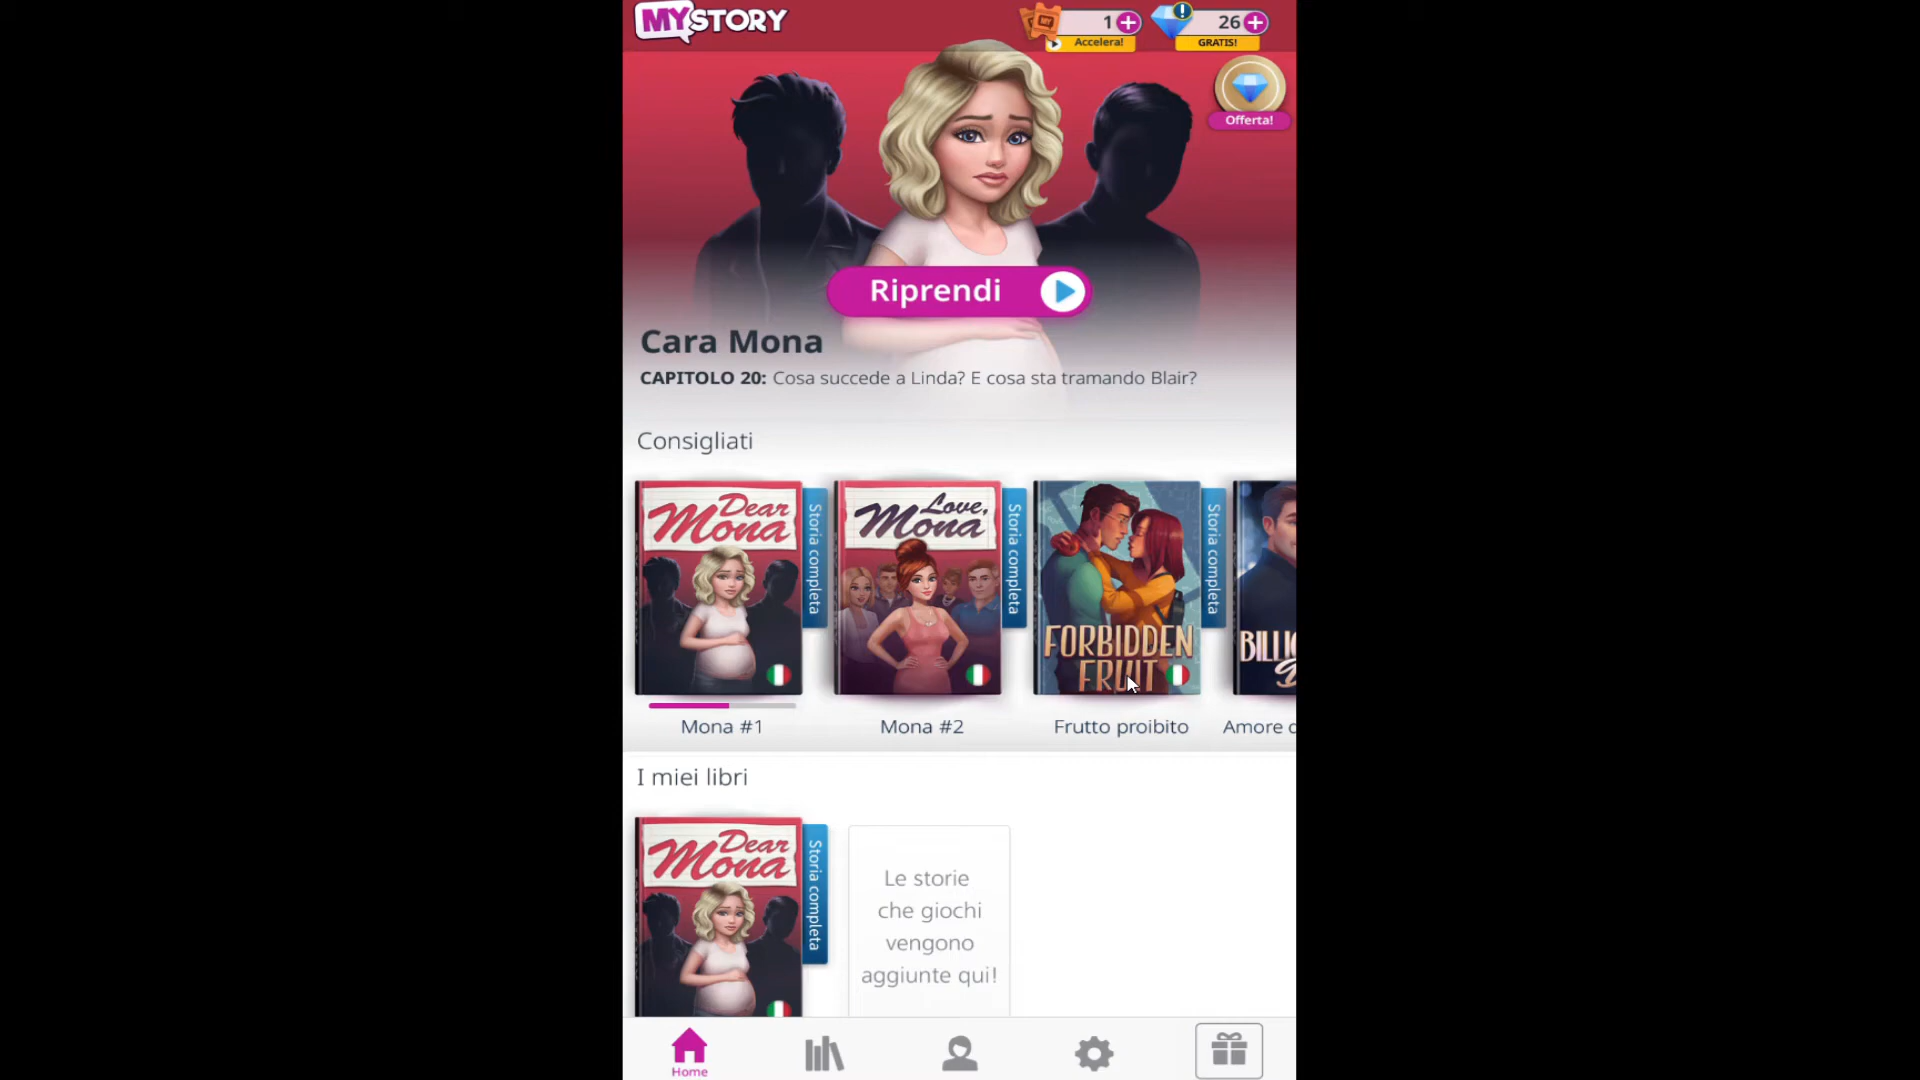 MYSTORY
1
Accelera!
26
GRATIS!
Offerta!
Riprendi
Cara Mona
CAPITOLO 20: Cosa succede a Linda? E cosa sta tramando Blair?
Consigliati
Dear
Mona
Storia completa
Love,
Mona
Storia completa
FORBIDDEN
FRUIT
Storia completa
Mona #1
Mona #2
Frutto proibito
Amore
I miei libri
Dear
Mona
Storia completa
Le storie
che giochi
vengono
aggiunte qui!
Home